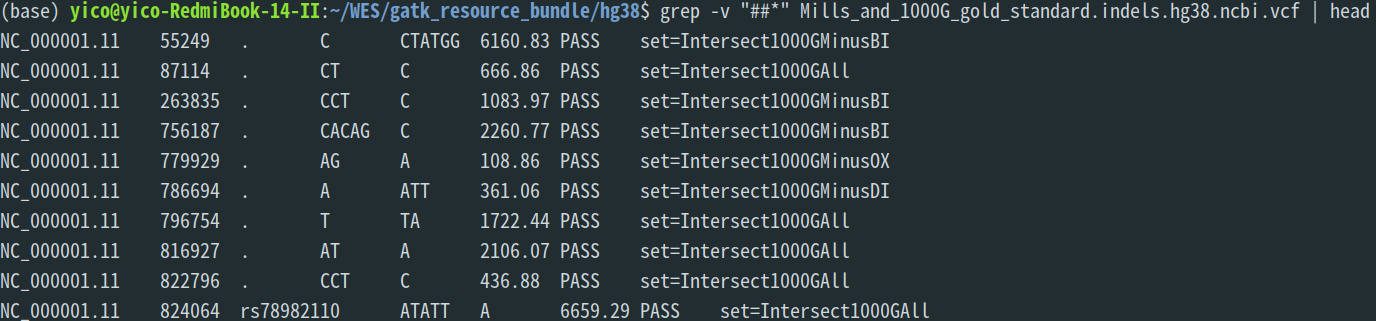 (base) yico@yico-RedmiBook-14-II:~/WES/gatk_resource_bundle/hg38$ grep -v "##*" Mills_and_1000G_gold_standard.indels.hg38.ncbi.vcf | head
NC_000001.11 55249 . C CTATGG 6160.83 PASS set=Intersect1000GMinusBI
NC_000001.11 87114 . CT C 666.86 PASS set=Intersect1000GAll
NC_000001.11 263835 . CCT C 1083.97 PASS set=Intersect1000GMinusBI
NC_000001.11 756187 . CACAG C 2260.77 PASS set=Intersect1000GMinusBI
NC_000001.11 779929 . AG A 108.86 PASS set=Intersect1000GMinusOX
NC_000001.11 786694 . A ATT 361.06 PASS set=Intersect1000GMinusDI
NC_000001.11 796754 . T TA 1722.44 PASS set=Intersect1000GAll
NC_000001.11 816927 . AT A 2106.07 PASS set=Intersect1000GAll
NC_000001.11 822796 . CCT C 436.88 PASS set=Intersect1000GAll
NC_000001.11 824064 rs78982110 ATATT A 6659.29 PASS set=Intersect1000GAll